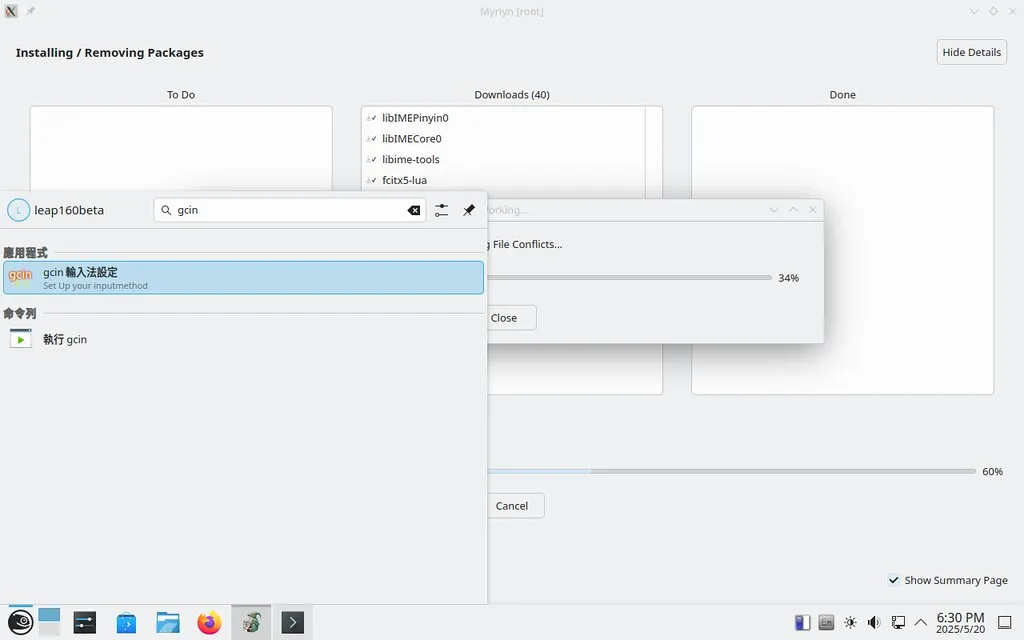 Myrlyn [root]
Installing / Removing Packages
Hide Details
To Do
Downloads (40)
Done
libIMEPinyin0
libIMECore0
libime-tools
fcitx5-lua
leap160beta
gcin
orking...
應用程式
gcin 輸入法設定
Set Up your inputmethod
g File Conflicts...
34%
命令列
Close
執行 gcin
60%
Cancel
Show Summary Page
6:30 PM
2025/5/20